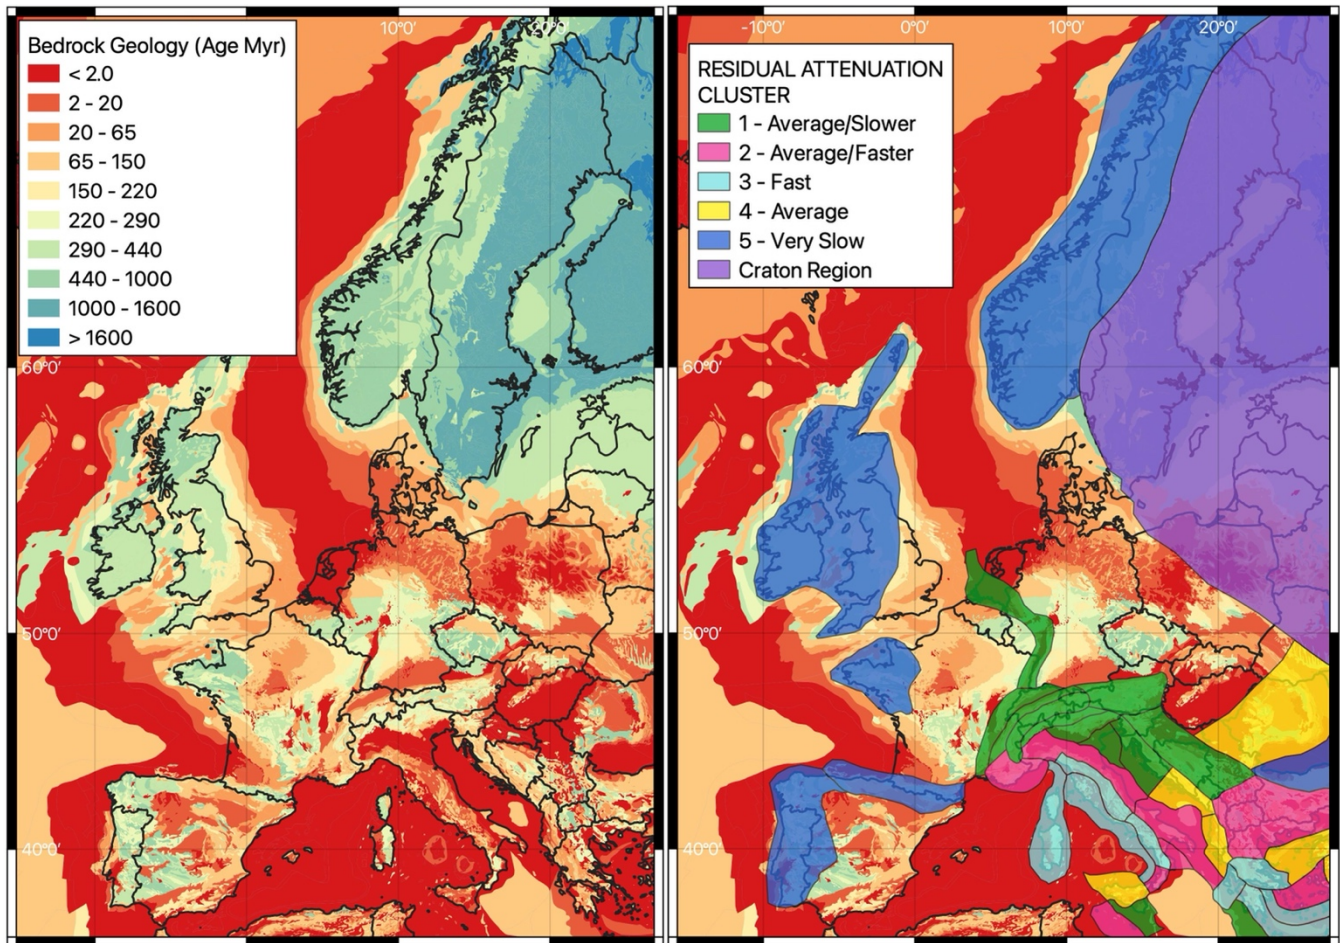 10°0'
20°0'
Bedrock Geology (Age Myr)
< 2.0
2 - 20
20 - 65
65 - 150
150 - 220
220 - 290
290 - 440
440 - 1000
1000 - 1600
> 1600
60°0'
50°0'
40°0'
-10°0'
0°0'
10°0'
20°0'
RESIDUAL ATTENUATION
CLUSTER
1 - Average/Slower
2 - Average/Faster
3 - Fast
4 - Average
5 - Very Slow
Craton Region
60°0'
50°0'
40°0'